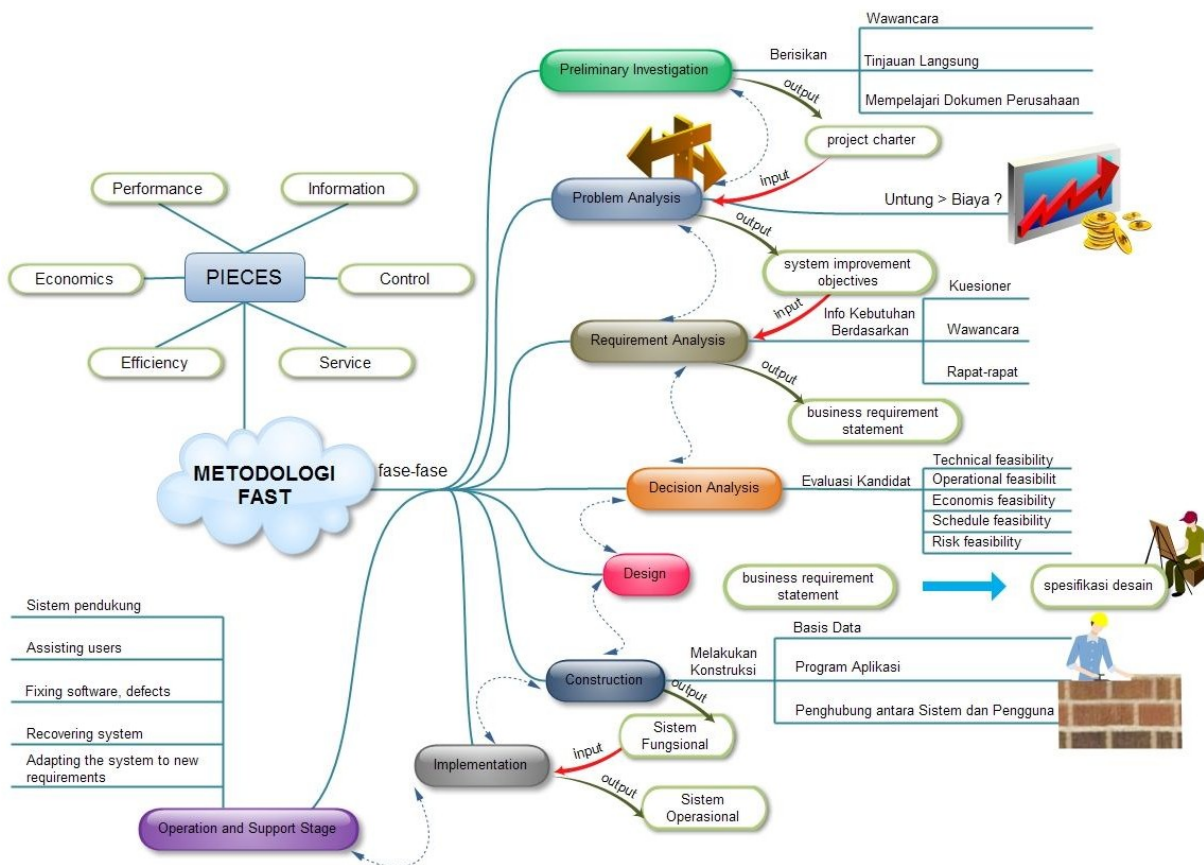 Performance
Information
PIECES
Economics
Control
Efficiency
Service
METODOLOGI
FAST
fase-fase
Preliminary Investigation
Berisikan
Wawancara
Tinjauan Langsung
Mempelajari Dokumen Perusahaan
output
project charter
input
Problem Analysis
Untung > Biaya ?
output
system improvement
objectives
input
Requirement Analysis
Info Kebutuhan
Berdasarkan
Kuesioner
Wawancara
Rapat-rapat
output
business requirement
statement
Decision Analysis
Evaluasi Kandidat
Technical feasibility
Operational feasibilit
Economis feasibility
Schedule feasibility
Risk feasibility
Design
business requirement
statement
spesifikasi desain
Construction
Melakukan
Konstruksi
Basis Data
Program Aplikasi
Penghubung antara Sistem dan Pengguna
output
Sistem
Fungsional
input
Implementation
output
Sistem
Operasional
Operation and Support Stage
Sistem pendukung
Assisting users
Fixing software, defects
Recovering system
Adapting the system to new
requirements